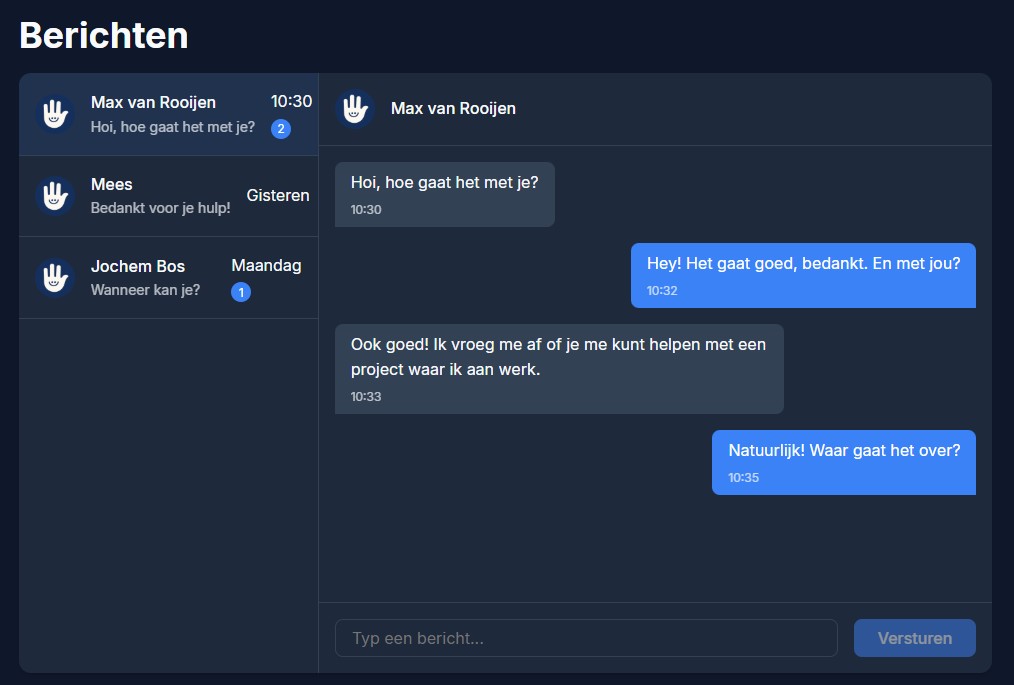 Berichten
Max van Rooijen
10:30
Hoi, hoe gaat het met je?
2
Mees
Gisteren
Bedankt voor je hulp!
Jochem Bos
Maandag
Wanneer kan je?
1
Max van Rooijen
Hoi, hoe gaat het met je?
10:30
Hey! Het gaat goed, bedankt. En met jou?
10:32
Ook goed! Ik vroeg me af of je me kunt helpen met een
project waar ik aan werk.
10:33
Natuurlijk! Waar gaat het over?
10:35
Typ een bericht...
Versturen